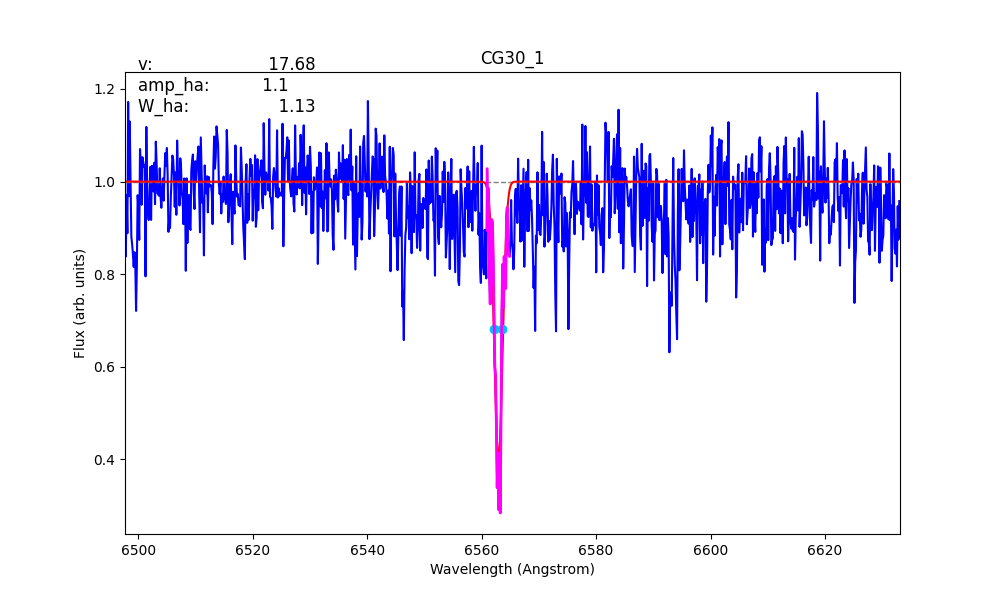 CG30_1
v: 17.68
amp_ha: 1.1
W_ha: 1.13
1.2
1.0
0.8
0.6
0.4
Flux (arb. units)
6500 6520 6540 6560 6580 6600 6620
Wavelength (Angstrom)